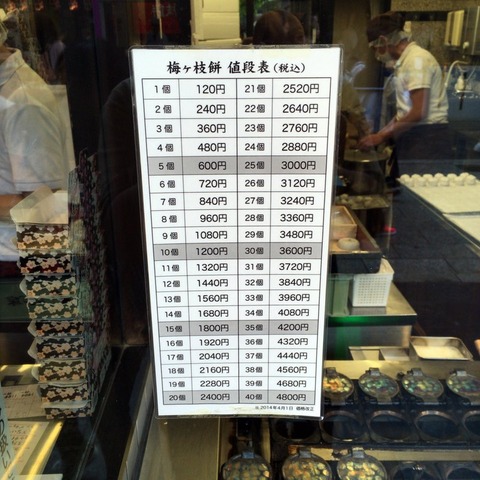 梅ヶ枝餅 値段表(税込)
1個 120円 21個 2520円
2個 240円 22個 2640円
3個 360円 23個 2760円
4個 480円 24個 2880円
5個 600円 25個 3000円
6個 720円 26個 3120円
7個 840円 27個 3240円
8個 960円 28個 3360円
9個 1080円 29個 3480円
10個 1200円 30個 3600円
11個 1320円 31個 3720円
12個 1440円 32個 3840円
13個 1560円 33個 3960円
14個 1680円 34個 4080円
15個 1800円 35個 4200円
16個 1920円 36個 4320円
17個 2040円 37個 4440円
18個 2160円 38個 4560円
19個 2280円 39個 4680円
20個 2400円 40個 4800円
※2014年4月1日 価格改正